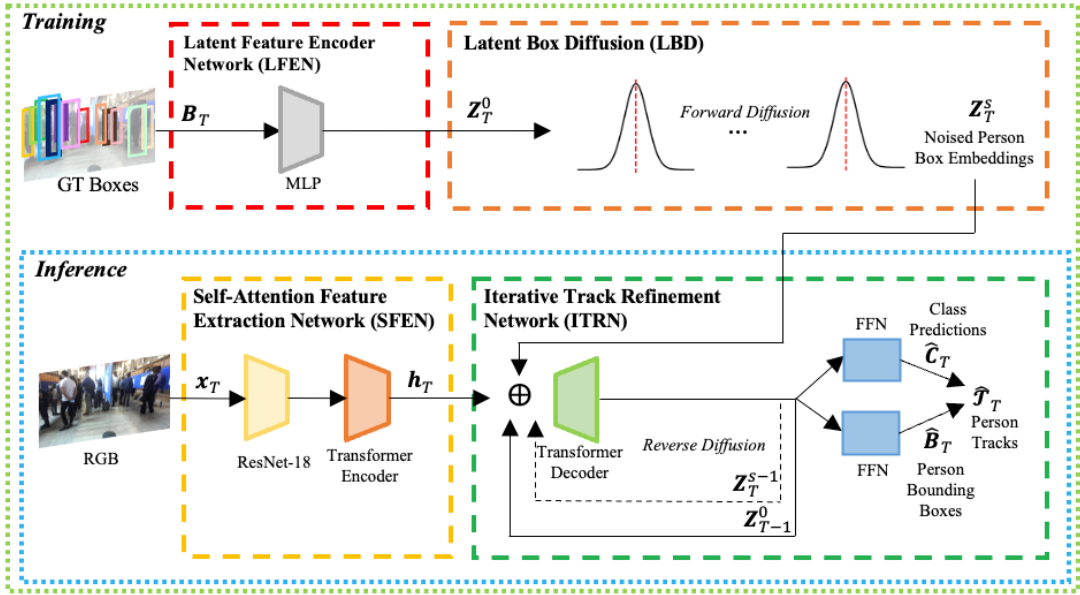 Training
Latent Feature Encoder
Network (LFEN)
B_T
MLP
GT Boxes
Z_T^0
Latent Box Diffusion (LBD)
Forward Diffusion
...
Z_T^s
Noised Person
Box Embeddings
Inference
Self-Attention Feature
Extraction Network (SFEN)
x_T
RGB
ResNet-18
Transformer
Encoder
h_T
Iterative Track Refinement
Network (ITRN)
⊕
Transformer
Decoder
Reverse Diffusion
Z_T^{s-1}
Z_{T-1}^0
FFN
Class
Predictions
Ĉ_T
FFN
B̂_T
Person
Bounding
Boxes
𝒯̂_T
Person
Tracks